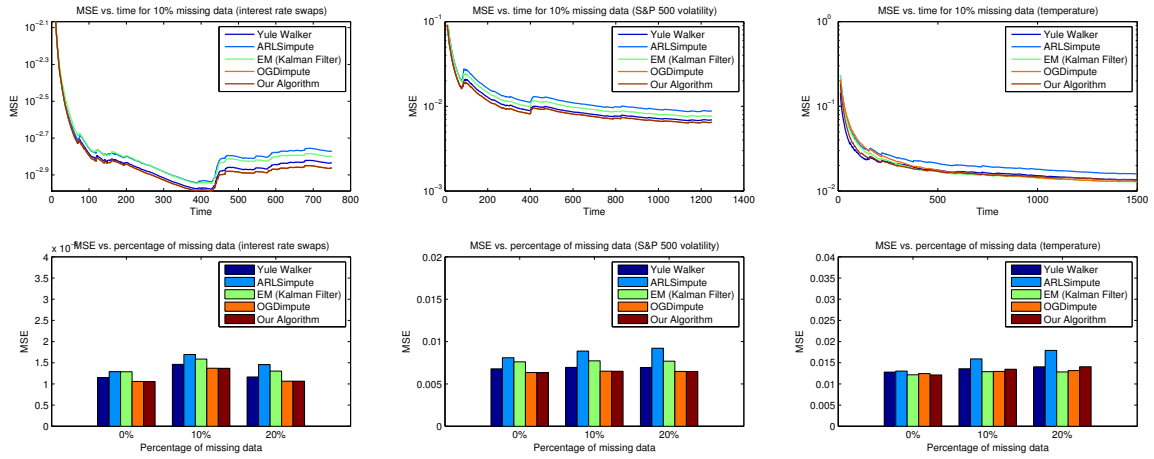 MSE vs. time for 10% missing data (interest rate swaps)
10^-2.1
10^-2.3
10^-2.5
10^-2.7
10^-2.9
MSE
0 100 200 300 400 500 600 700 800
Time
Yule Walker
ARLSimpute
EM (Kalman Filter)
OGDimpute
Our Algorithm
MSE vs. time for 10% missing data (S&P 500 volatility)
10^-1
10^-2
10^-3
MSE
0 200 400 600 800 1000 1200 1400
Time
Yule Walker
ARLSimpute
EM (Kalman Filter)
OGDimpute
Our Algorithm
MSE vs. time for 10% missing data (temperature)
10^0
10^-1
10^-2
MSE
0 500 1000 1500
Time
Yule Walker
ARLSimpute
EM (Kalman Filter)
OGDimpute
Our Algorithm
MSE vs. percentage of missing data (interest rate swaps)
x 10
4
3.5
3
2.5
2
1.5
1
0.5
0
MSE
0% 10% 20%
Percentage of missing data
Yule Walker
ARLSimpute
EM (Kalman Filter)
OGDimpute
Our Algorithm
MSE vs. percentage of missing data (S&P 500 volatility)
0.02
0.015
0.01
0.005
0
MSE
0% 10% 20%
Percentage of missing data
Yule Walker
ARLSimpute
EM (Kalman Filter)
OGDimpute
Our Algorithm
MSE vs. percentage of missing data (temperature)
0.04
0.035
0.03
0.025
0.02
0.015
0.01
0.005
0
MSE
0% 10% 20%
Percentage of missing data
Yule Walker
ARLSimpute
EM (Kalman Filter)
OGDimpute
Our Algorithm